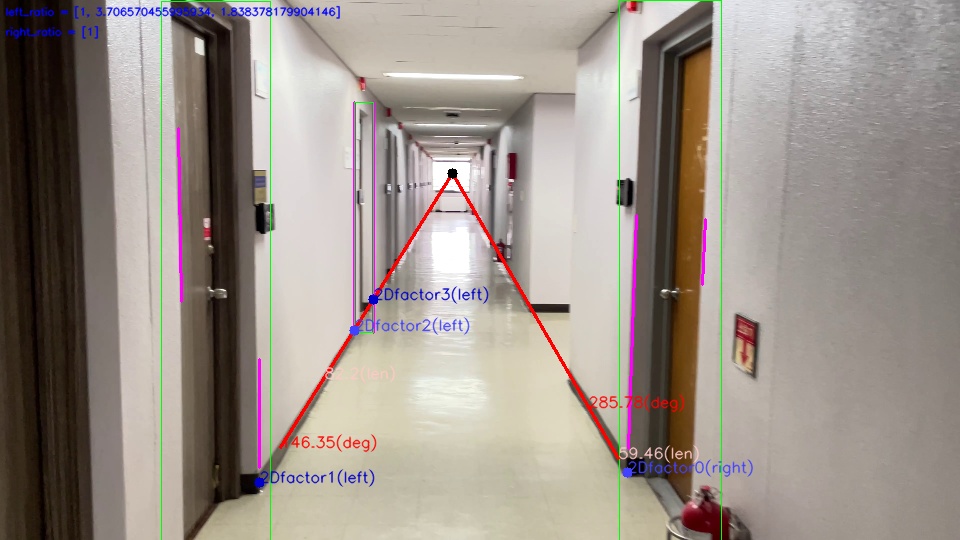 left_ratio = [1, 3.706570455998934, 1.838378179904146]
right_ratio = [1]
2Dfactor3(left)
2Dfactor2(left)
(len)
285.78(deg)
46.35(deg)
59.46(len)
2Dfactor0(right)
2Dfactor1(left)